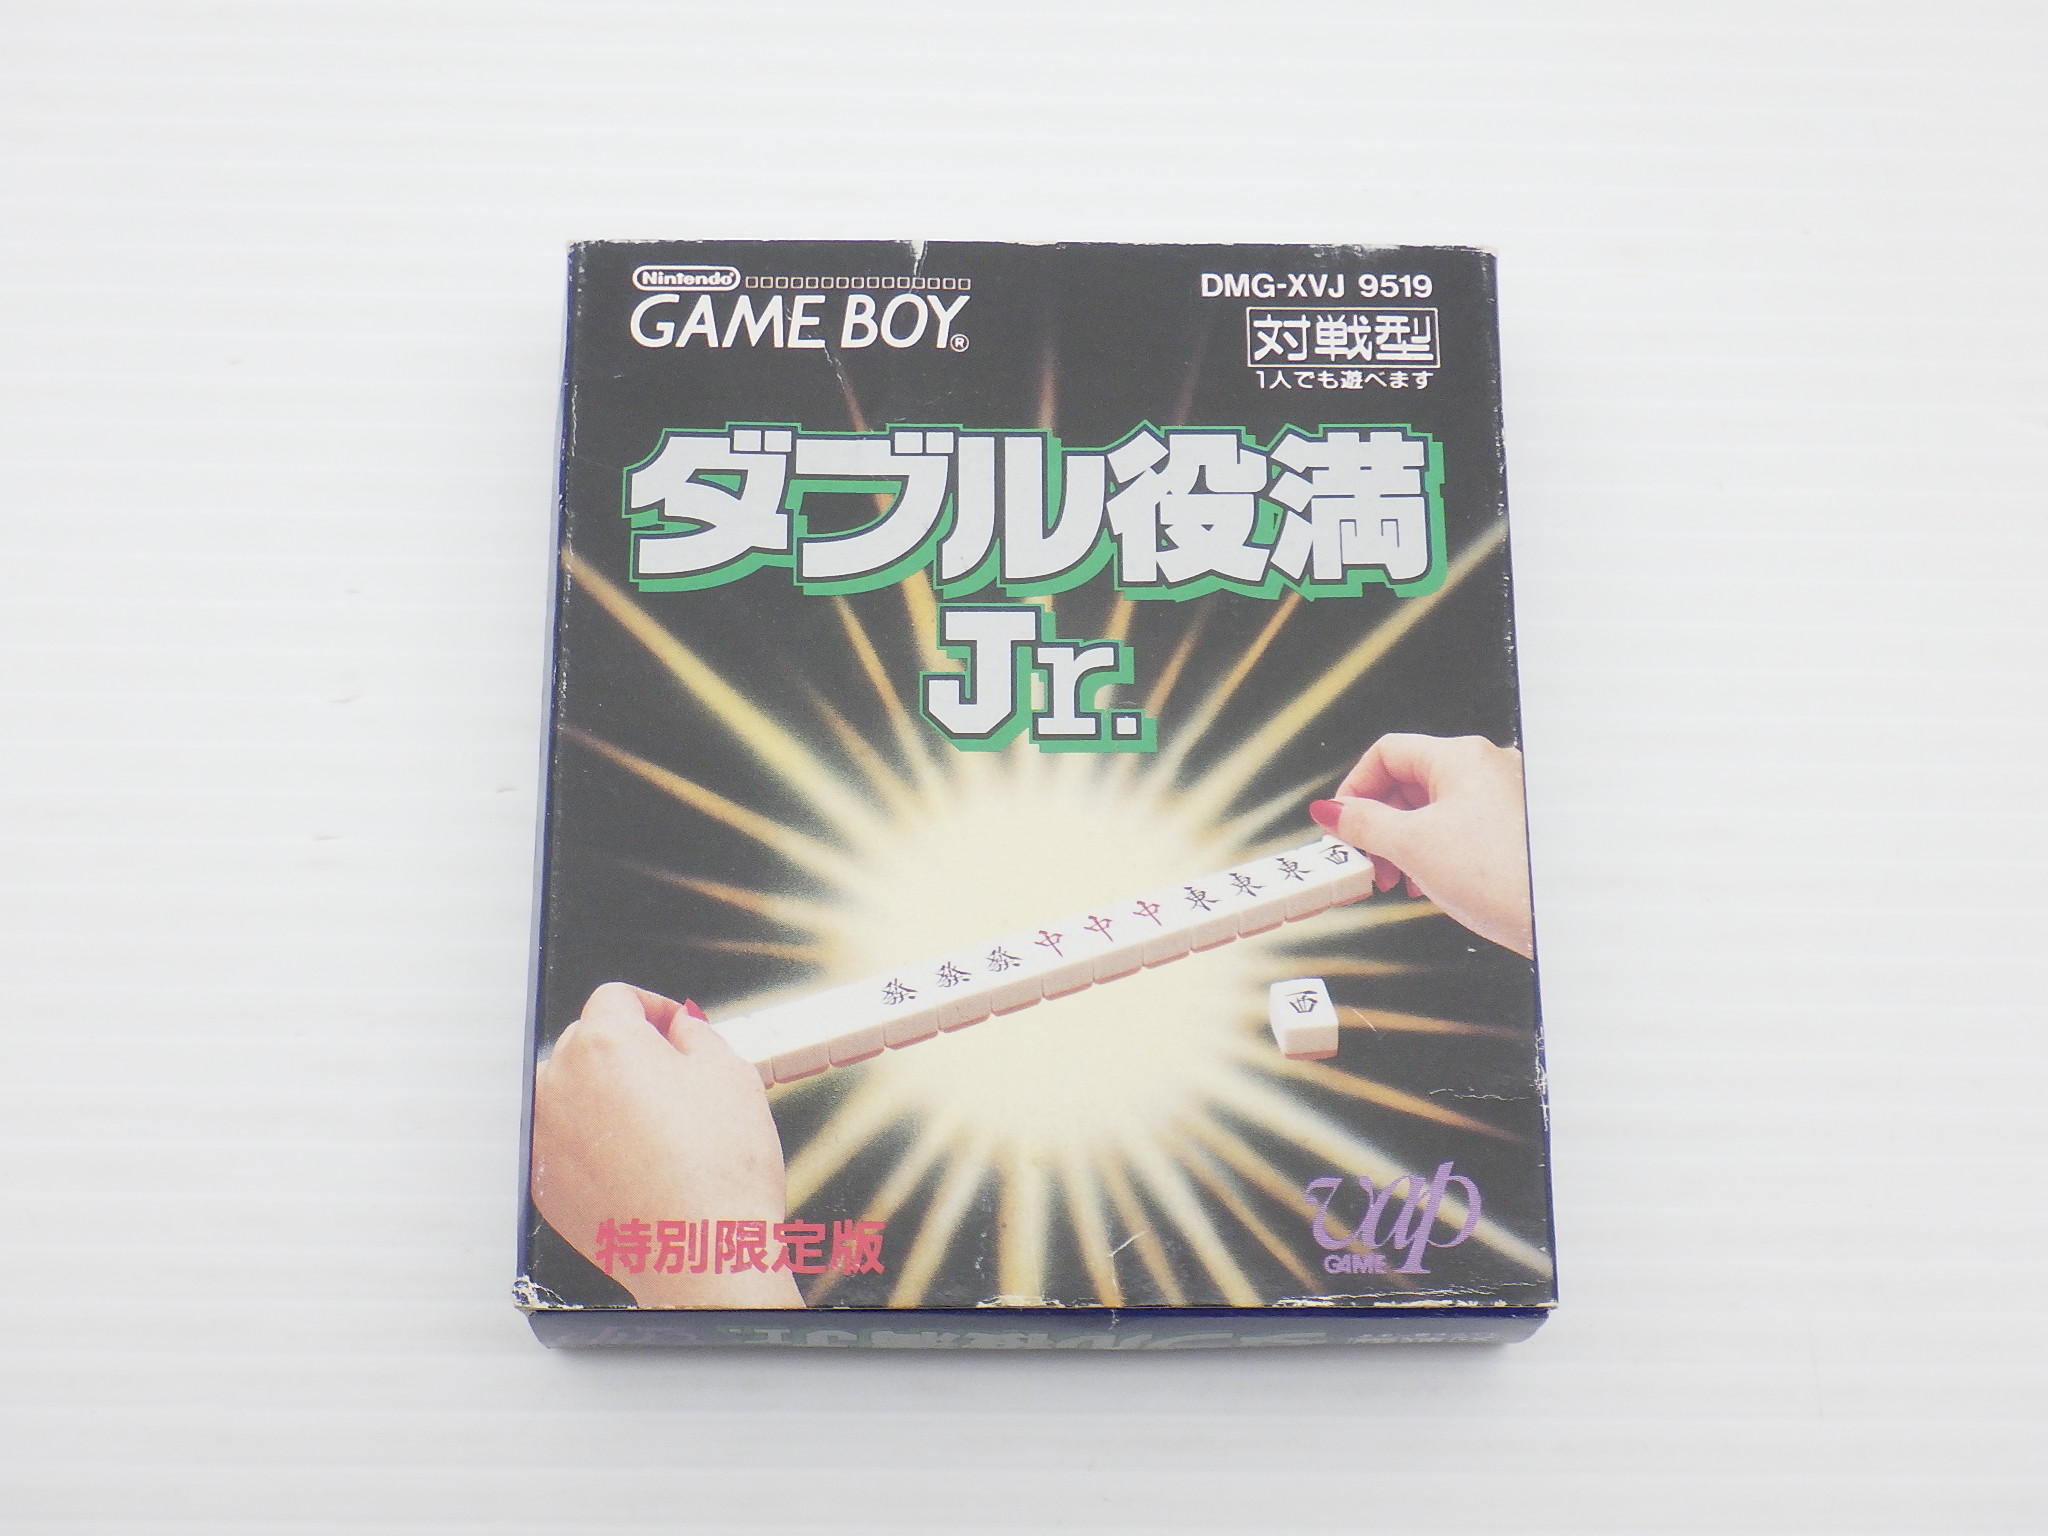 Nintendo
GAME BOY®
DMG-XVJ 9519
対戦型
1人でも遊べます
ダブル役満
Jr.
發 發 發 中 中 中 東 東 東 西
西
特別限定版
vap
GAME